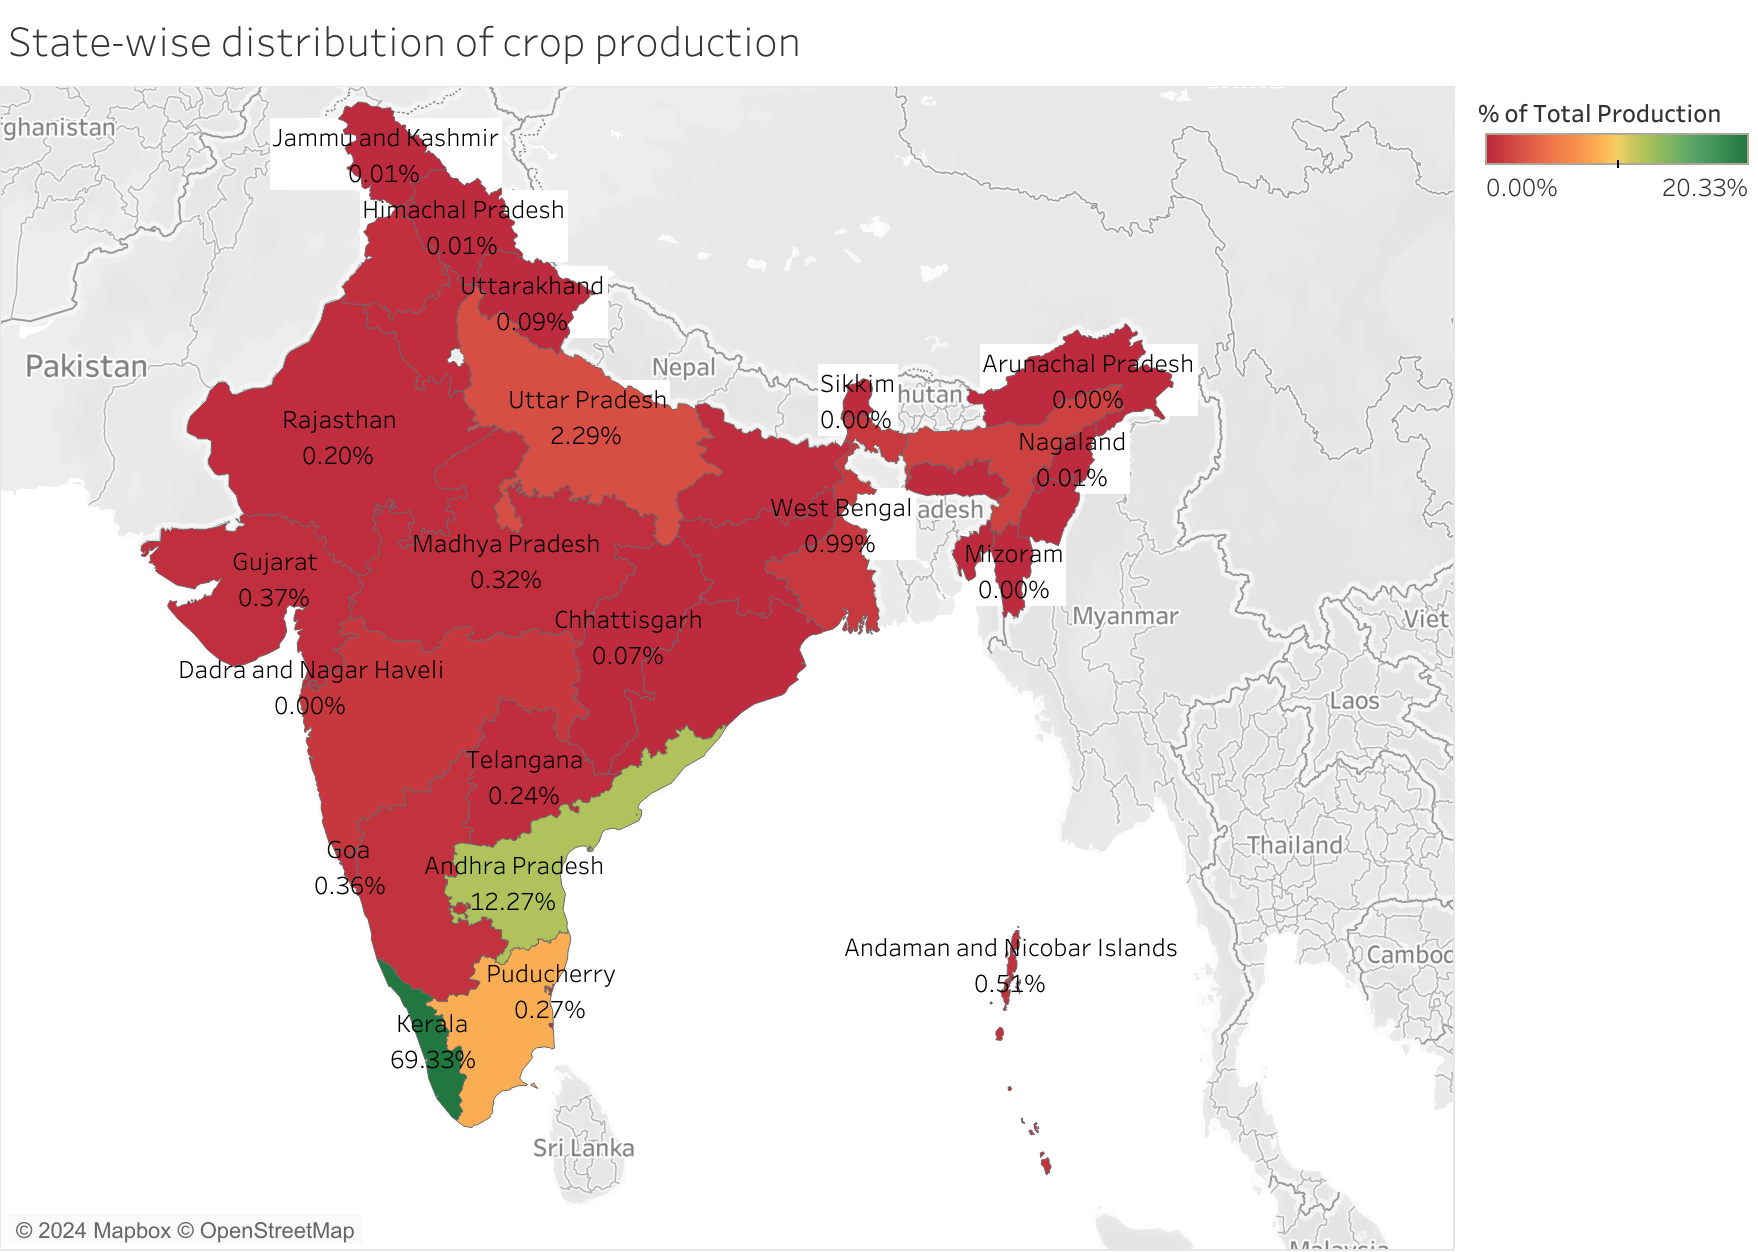 State-wise distribution of crop production
% of Total Production
0.00%
20.33%
ghanistan
Jammu and Kashmir
0.01%
Himachal Pradesh
0.01%
Uttarakhand
0.09%
Pakistan
Nepal
Arunachal Pradesh
0.00%
Sikkim
0.00%
hutan
Uttar Pradesh
2.29%
Rajasthan
0.20%
Nagaland
0.01%
West Bengal
0.99%
adesh
Madhya Pradesh
0.32%
Mizoram
0.00%
Gujarat
0.37%
Chhattisgarh
0.07%
Myanmar
Viet
Dadra and Nagar Haveli
0.00%
Laos
Telangana
0.24%
Goa
0.36%
Thailand
Andhra Pradesh
12.27%
Andaman and Nicobar Islands
0.51%
Cambod
Puducherry
0.27%
Kerala
69.33%
Sri Lanka
© 2024 Mapbox © OpenStreetMap
Malaysia